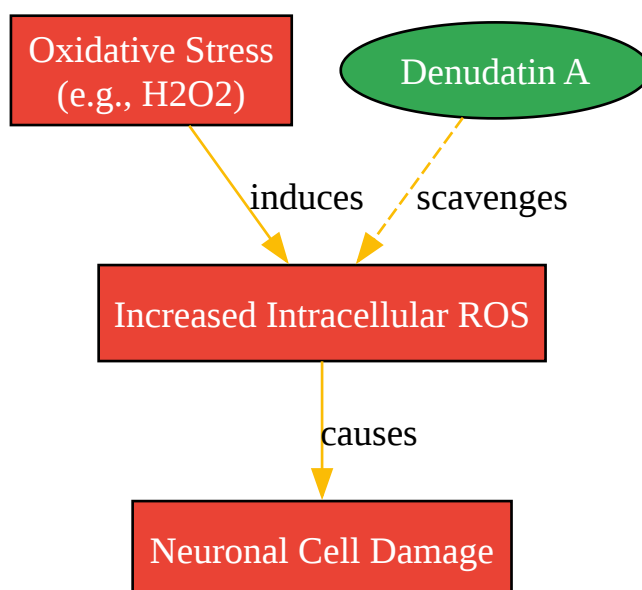 Oxidative Stress
(e.g., H2O2)
Denudatin A
induces
scavenges
Increased Intracellular ROS
causes
Neuronal Cell Damage